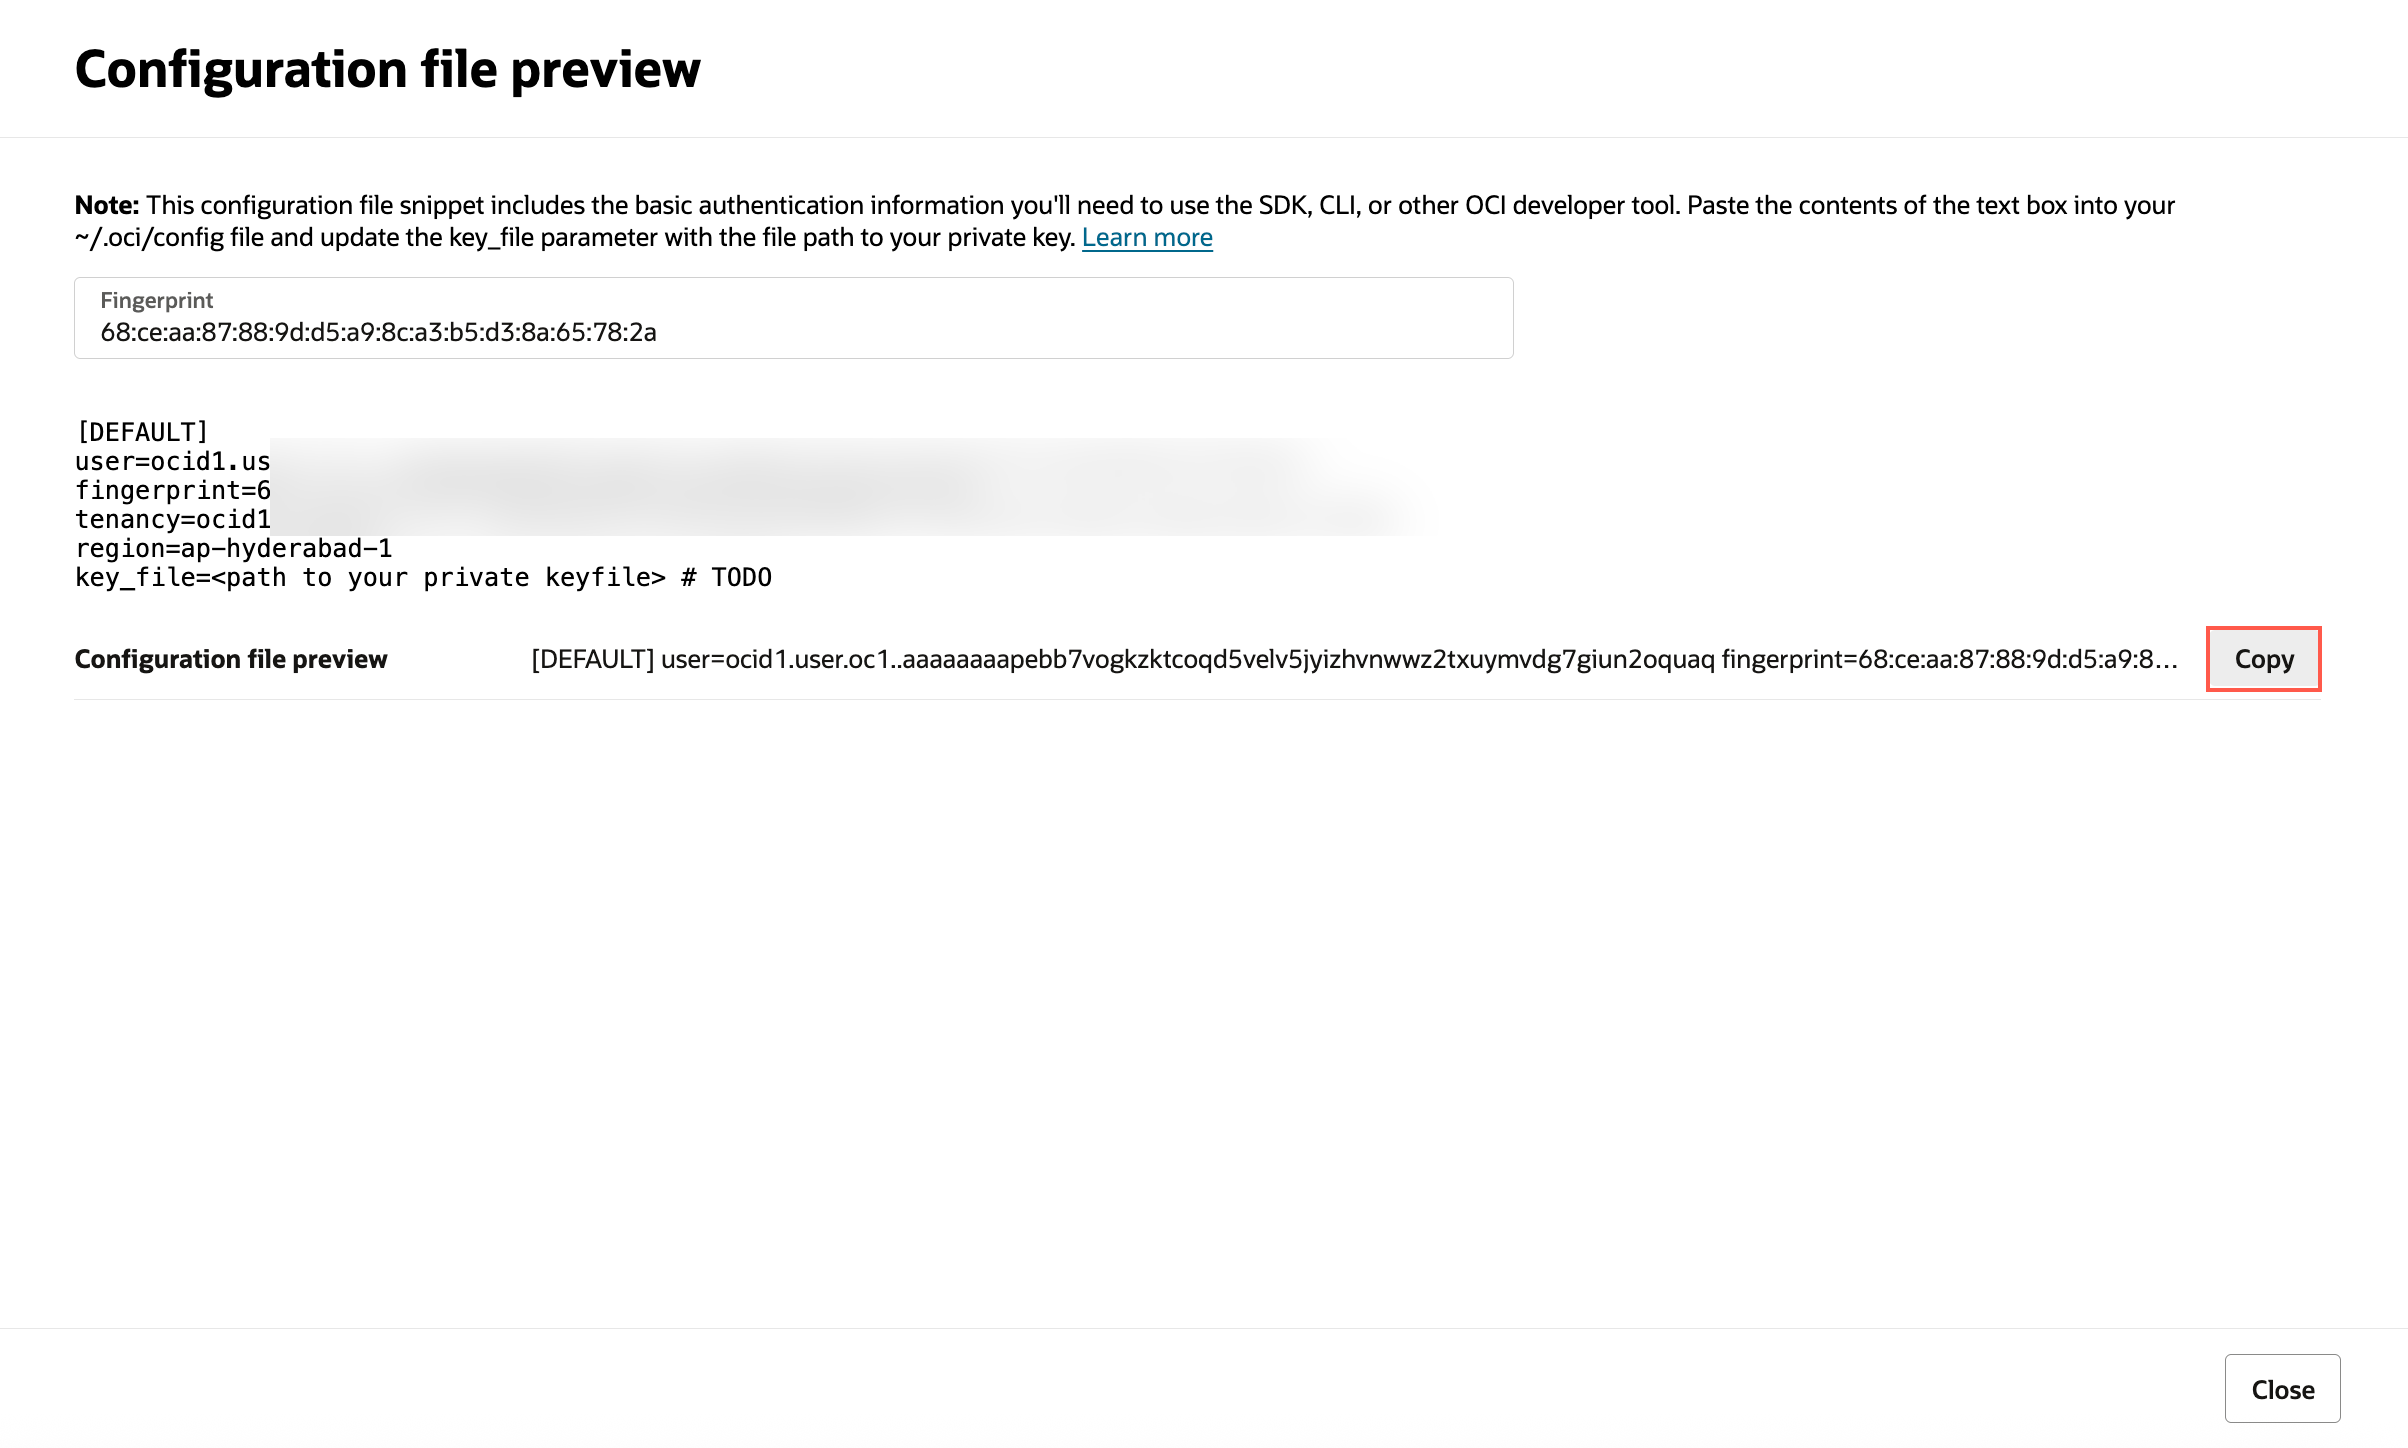 Configuration file preview
Note: This configuration file snippet includes the basic authentication information you'll need to use the SDK, CLI, or other OCI developer tool. Paste the contents of the text box into your
~/.oci/config file and update the key_file parameter with the file path to your private key. Learn more
Fingerprint
68:ce:aa:87:88:9d:d5:a9:8c:a3:b5:d3:8a:65:78:2a
[DEFAULT]
user=ocid1.us
fingerprint=6
tenancy=ocid1
region=ap-hyderabad-1
key_file=<path to your private keyfile> # TODO
Configuration file preview [DEFAULT] user=ocid1.user.oc1..aaaaaaaapebb7vogkzktcoqd5velv5jyizhvnwwz2txuymvdg7giun2oquaq fingerprint=68:ce:aa:87:88:9d:d5:a9:8... Copy
Close